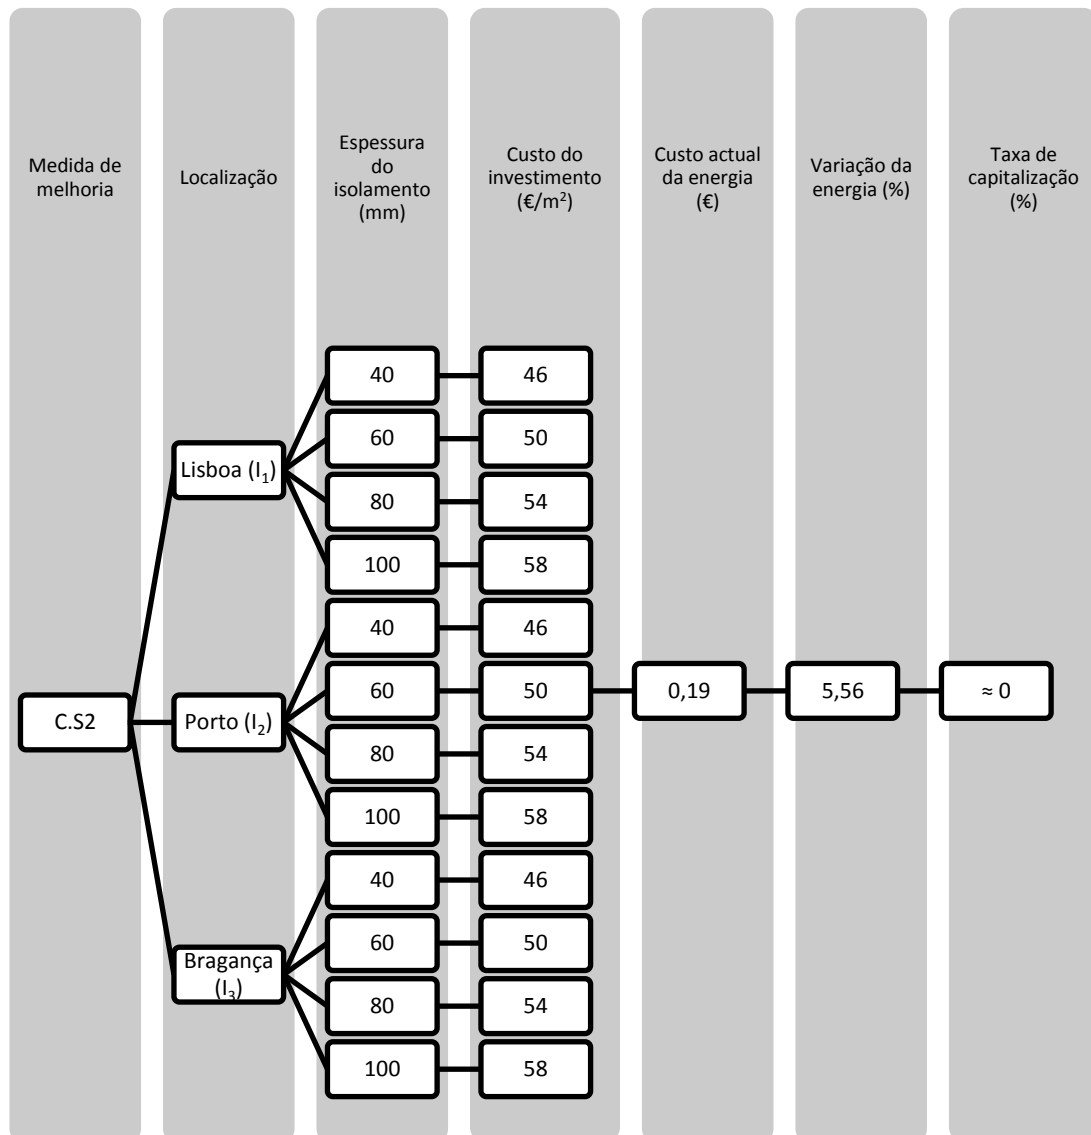 Medida de
melhoria
Localização
Espessura
do
isolamento
(mm)
Custo do
investimento
(€/m²)
Custo actual
da energia
(€)
Variação da
energia (%)
Taxa de
capitalização
(%)
C.S2
Lisboa (I₁)
40
46
60
50
80
54
100
58
Porto (I₂)
40
46
60
50
80
54
100
58
Bragança
(I₃)
40
46
60
50
80
54
100
58
0,19
5,56
≈ 0